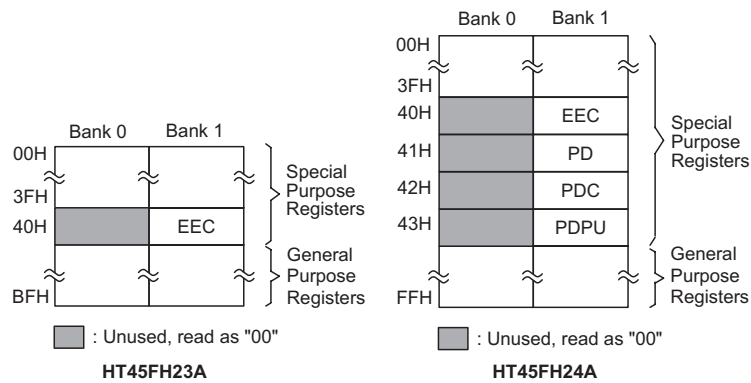 Bank 0 Bank 1
00H
3FH
40H EEC
BFH
Special
Purpose
Registers
General
Purpose
Registers
: Unused, read as "00"
HT45FH23A
Bank 0 Bank 1
00H
3FH
40H EEC
41H PD
42H PDC
43H PDPU
FFH
Special
Purpose
Registers
General
Purpose
Registers
: Unused, read as "00"
HT45FH24A